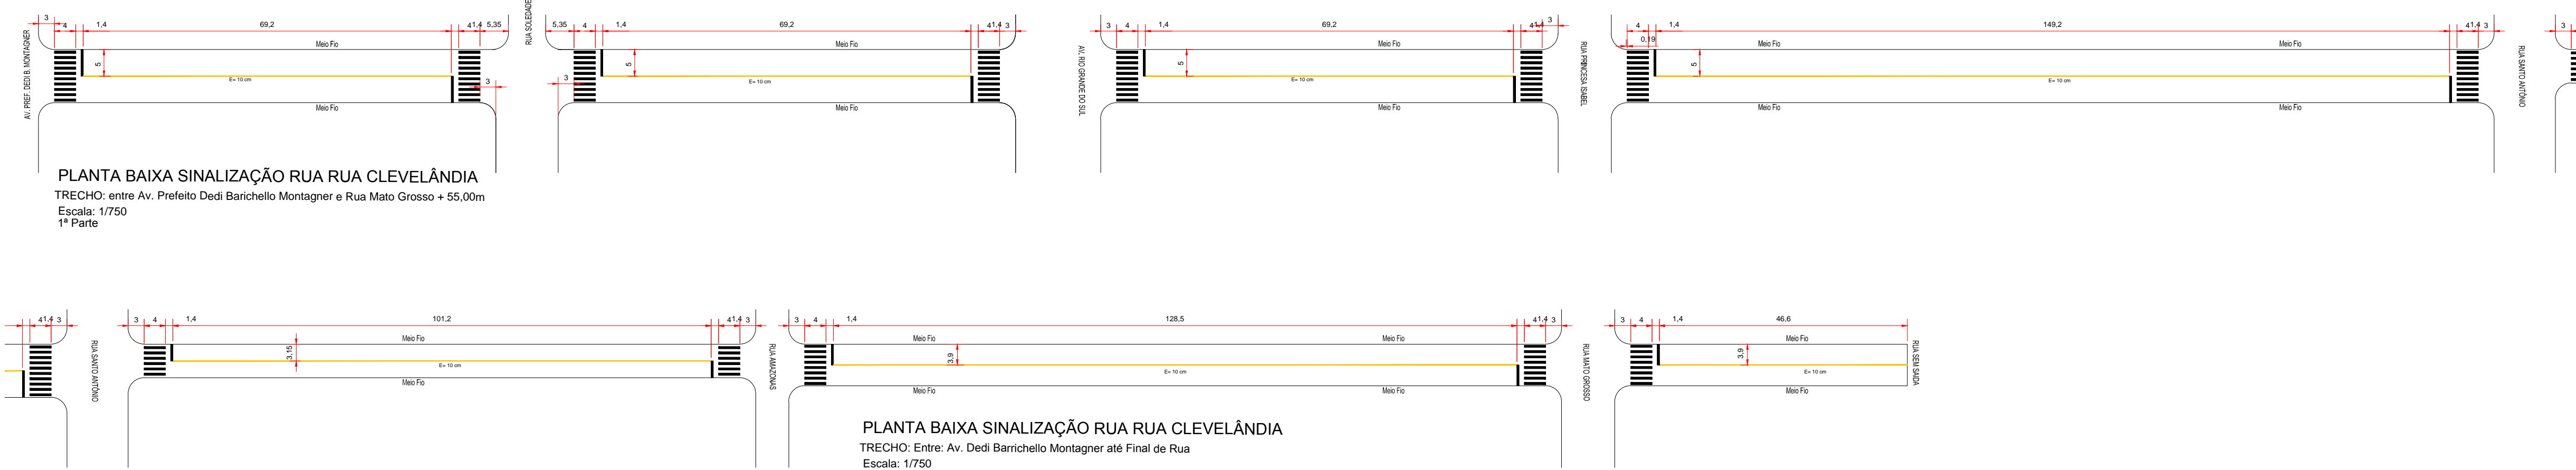 3
4
1,4
69,2
4
1,4
5,35
RUA SOLEDADE
5,35
4
1,4
69,2
4
1,4
3
3
4
1,4
69,2
4
1,4
3
4
1,4
149,2
4
1,4
3
3
AV. PREF. DEDI B. MONTAGNER
Meio Fio
5
E= 10 cm
3
Meio Fio
Meio Fio
5
3
E= 10 cm
Meio Fio
AV. RIO GRANDE DO SUL
Meio Fio
5
E= 10 cm
Meio Fio
RUA PRINCESA ISABEL
0,19
Meio Fio
Meio Fio
5
E= 10 cm
Meio Fio
Meio Fio
RUA SANTO ANTÔNIO
PLANTA BAIXA SINALIZAÇÃO RUA RUA CLEVELÂNDIA
TRECHO: entre Av. Prefeito Dedi Barichello Montagner e Rua Mato Grosso + 55,00m
Escala: 1/750
1ª Parte
4
1,4
3
3
4
1,4
101,2
4
1,4
3
3
4
1,4
128,5
4
1,4
3
3
4
1,4
46,6
RUA SANTO ANTÔNIO
Meio Fio
3,15
E= 10 cm
Meio Fio
RUA AMAZONAS
Meio Fio
Meio Fio
3,9
E= 10 cm
Meio Fio
Meio Fio
RUA MATO GROSSO
Meio Fio
3,9
E= 10 cm
Meio Fio
RUA SEM SAIDA
PLANTA BAIXA SINALIZAÇÃO RUA RUA CLEVELÂNDIA
TRECHO: Entre: Av. Dedi Barrichello Montagner até Final de Rua
Escala: 1/750